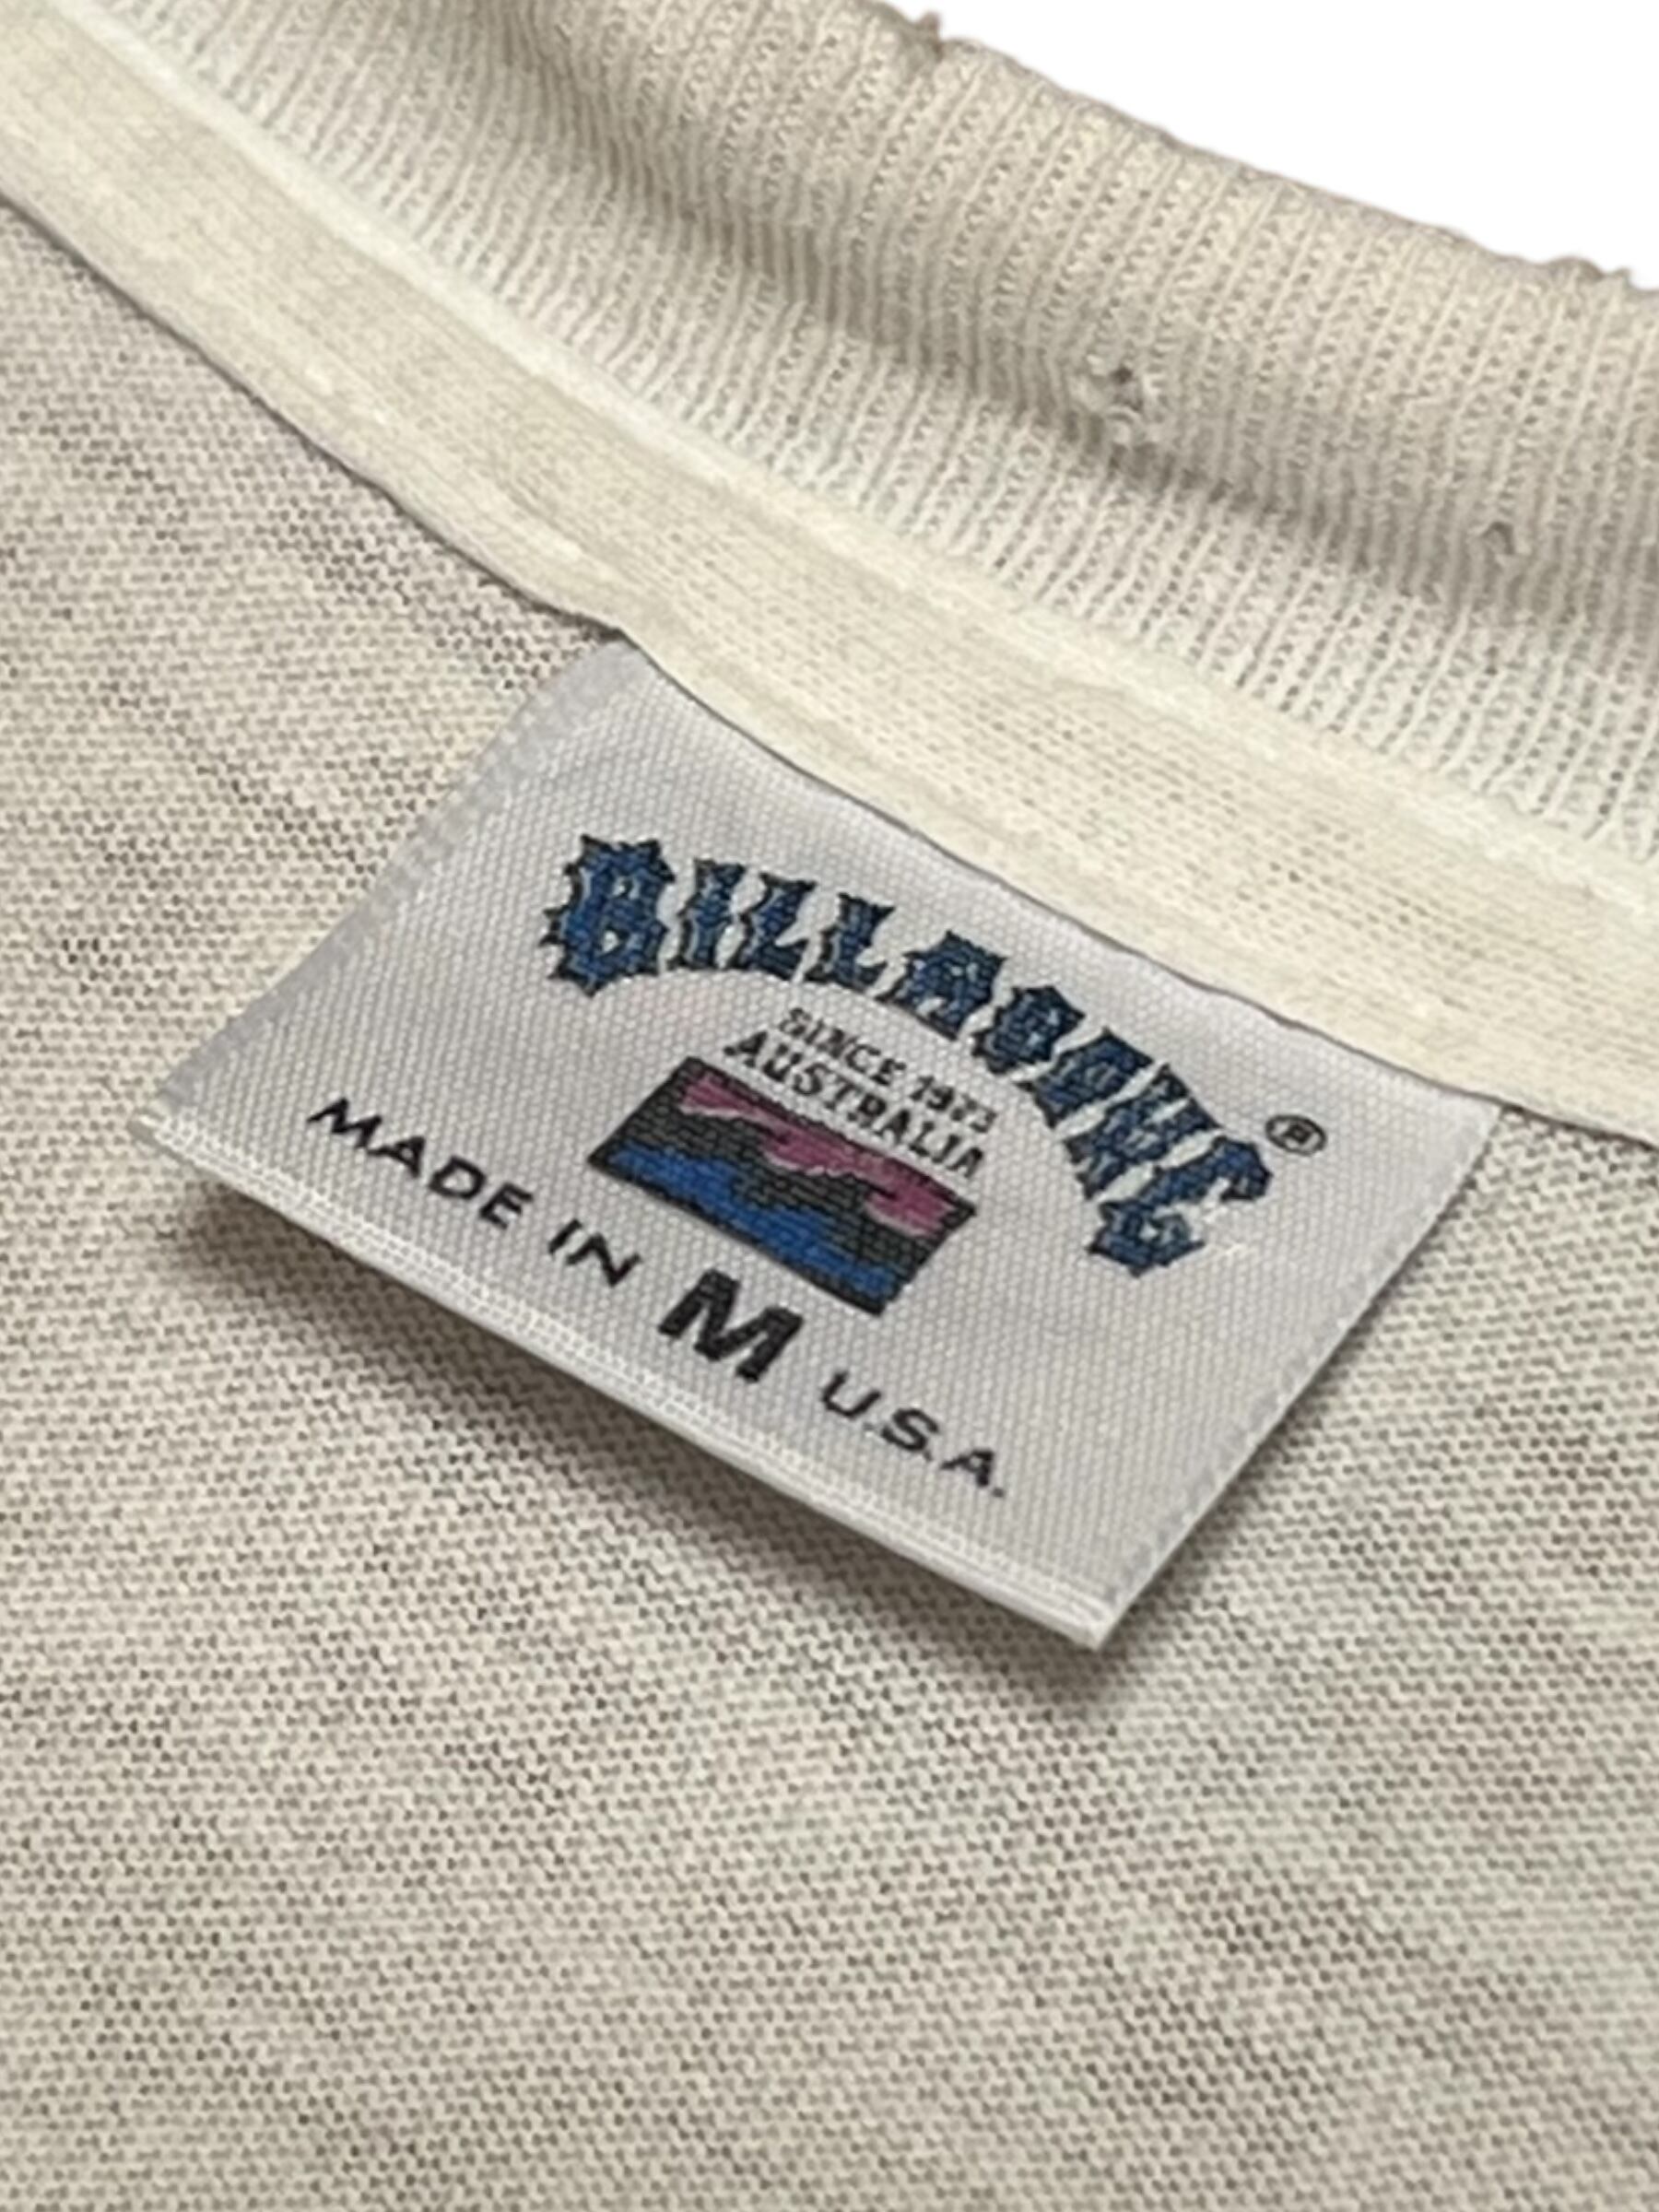 BILLABONG ®
SINCE 1973
AUSTRALIA
MADE IN M U.S.A.